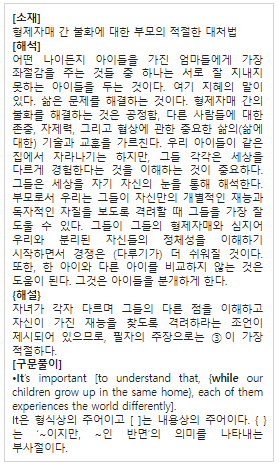 [소재]
형제자매 간 불화에 대한 부모의 적절한 대처법
[해석]
어떤 나이든지 아이들을 가진 엄마들에게 가장
좌절감을 주는 것들 중 하나는 서로 잘 지내지
못하는 아이들을 두는 것이다. 여기 지혜의 말이
있다. 삶은 문제를 해결하는 것이다. 형제자매 간의
불화를 해결하는 것은 공정함, 다른 사람들에 대한
존중, 자제력, 그리고 협상에 관한 중요한 삶의(삶에
대한) 기술과 교훈을 가르친다. 우리 아이들이 같은
집에서 자라나기는 하지만, 그들 각각은 세상을
다르게 경험한다는 것을 이해하는 것이 중요하다.
그들은 세상을 자기 자신의 눈을 통해 해석한다.
부모로서 우리는 그들이 자신만의 개별적인 재능과
독자적인 자질을 보도록 격려할 때 그들을 가장 잘
도울 수 있다. 그들이 그들의 형제자매와 심지어
우리와 분리된 자신들의 정체성을 이해하기
시작하면서 경쟁은 (다루기가) 더 쉬워질 것이다.
또한, 한 아이와 다른 아이를 비교하지 않는 것은
도움이 된다. 그것은 아이들을 분개하게 한다.
{해설}
자녀가 각자 다르며 그들의 다른 점을 이해하고
자신이 가진 재능을 찾도록 격려하라는 조언이
제시되어 있으므로, 필자의 주장으로는 ③이 가장
적절하다.
[구문풀이]
•It's important [to understand that, {while our
children grow up in the same home}, each of them
experiences the world differently].
It은 형식상의 주어이고 [ ]는 내용상의 주어이다. { }
는 '~이지만, ~인 반면'의 의미를 나타내는
부사절이다.